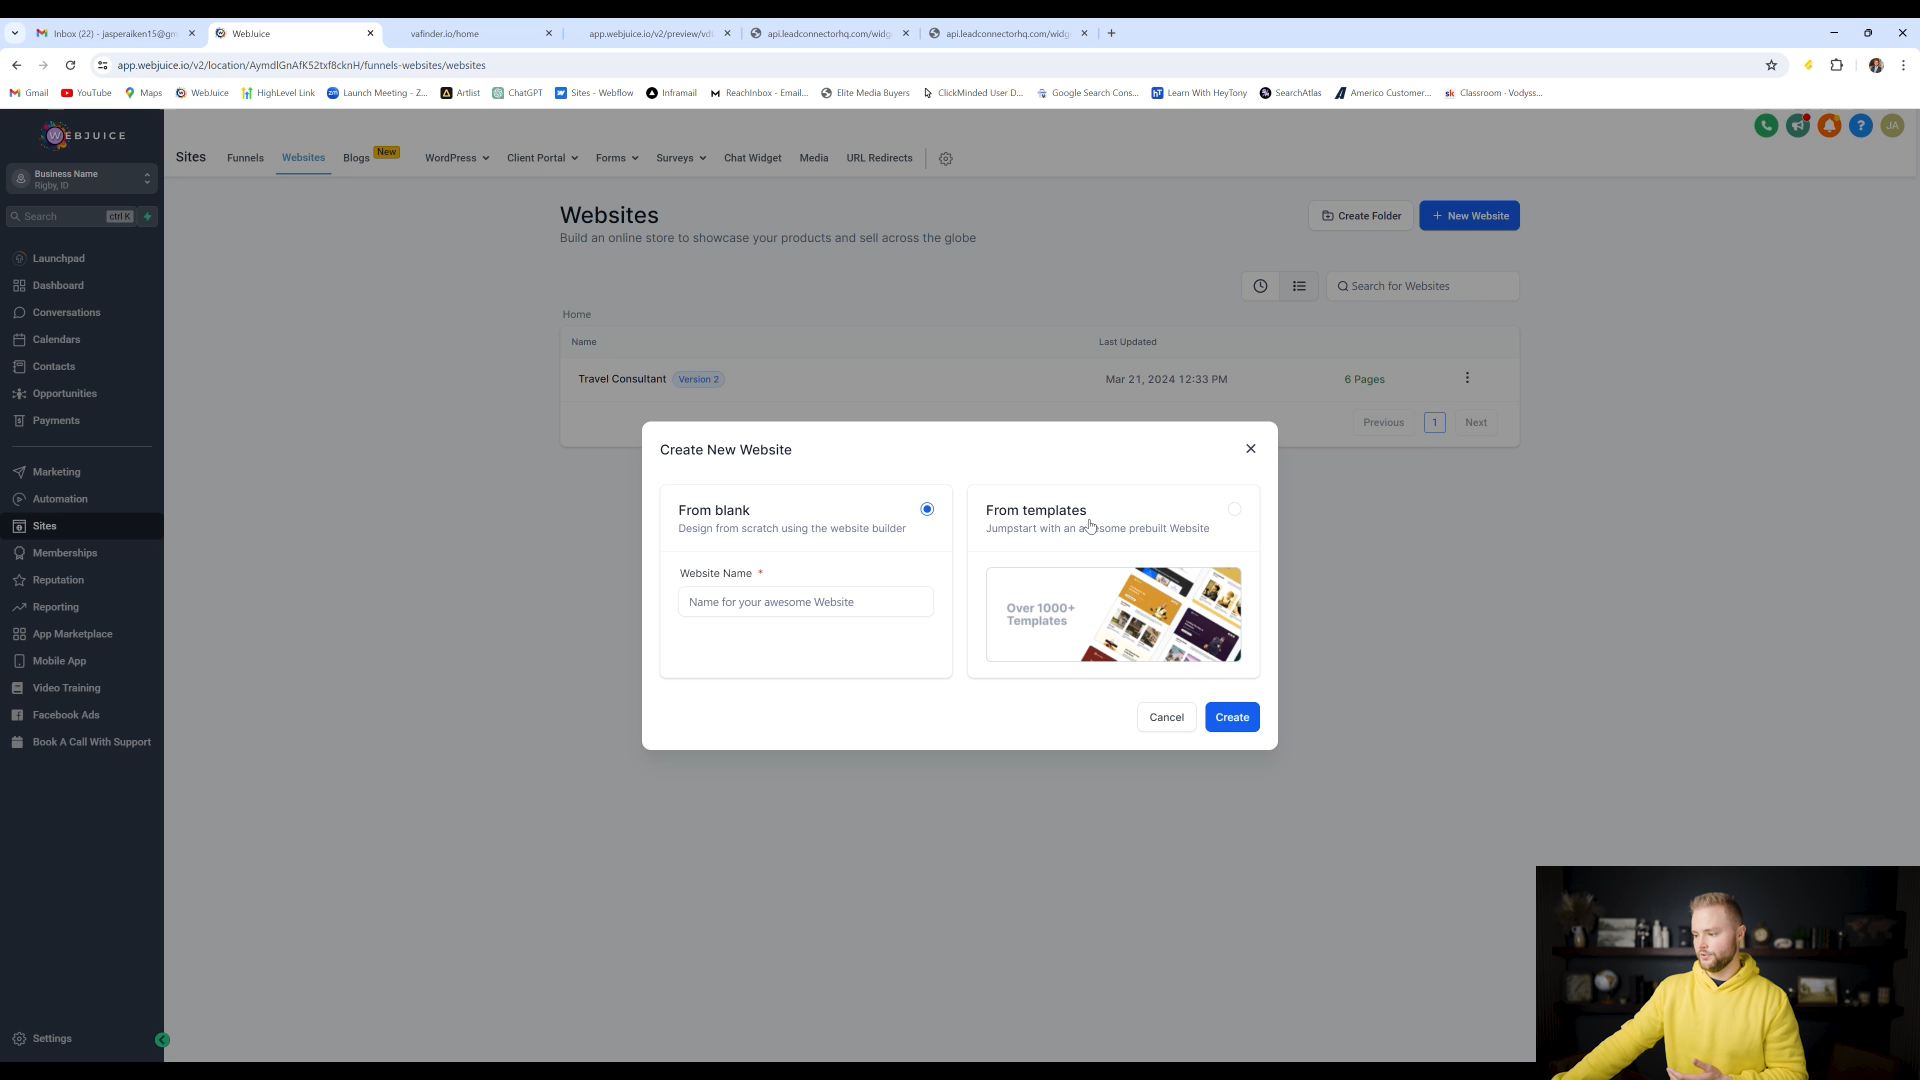 Inbox (22) - jasperaiken15@gm
WebJuice
vafinder.io/home
app.webjuice.io/v2/preview/vd
api.leadconnectorhq.com/widg
api.leadconnectorhq.com/widg
app.webjuice.io/v2/location/AymdlGnAfK52txf8cknH/funnels-websites/websites
Gmail
YouTube
Maps
WebJuice
HighLevel Link
Launch Meeting - Z...
Artlist
ChatGPT
Sites - Webflow
Inframail
ReachInbox - Email...
Elite Media Buyers
ClickMinded User D...
Google Search Cons...
Learn With HeyTony
SearchAtlas
Americo Customer...
Classroom - Vodyss...
WEBJUICE
JA
Sites
Funnels
Websites
Blogs
New
WordPress
Client Portal
Forms
Surveys
Chat Widget
Media
URL Redirects
Business Name
Rigby, ID
Search
ctrl K
Launchpad
Dashboard
Conversations
Calendars
Contacts
Opportunities
Payments
Marketing
Automation
Sites
Memberships
Reputation
Reporting
App Marketplace
Mobile App
Video Training
Facebook Ads
Book A Call With Support
Settings
Websites
Build an online store to showcase your products and sell across the globe
Create Folder
+ New Website
Search for Websites
Home
Name
Last Updated
Travel Consultant
Version 2
Mar 21, 2024 12:33 PM
6 Pages
Previous
1
Next
Create New Website
From blank
Design from scratch using the website builder
Website Name *
Name for your awesome Website
From templates
Jumpstart with an awesome prebuilt Website
Over 1000+
Templates
Cancel
Create